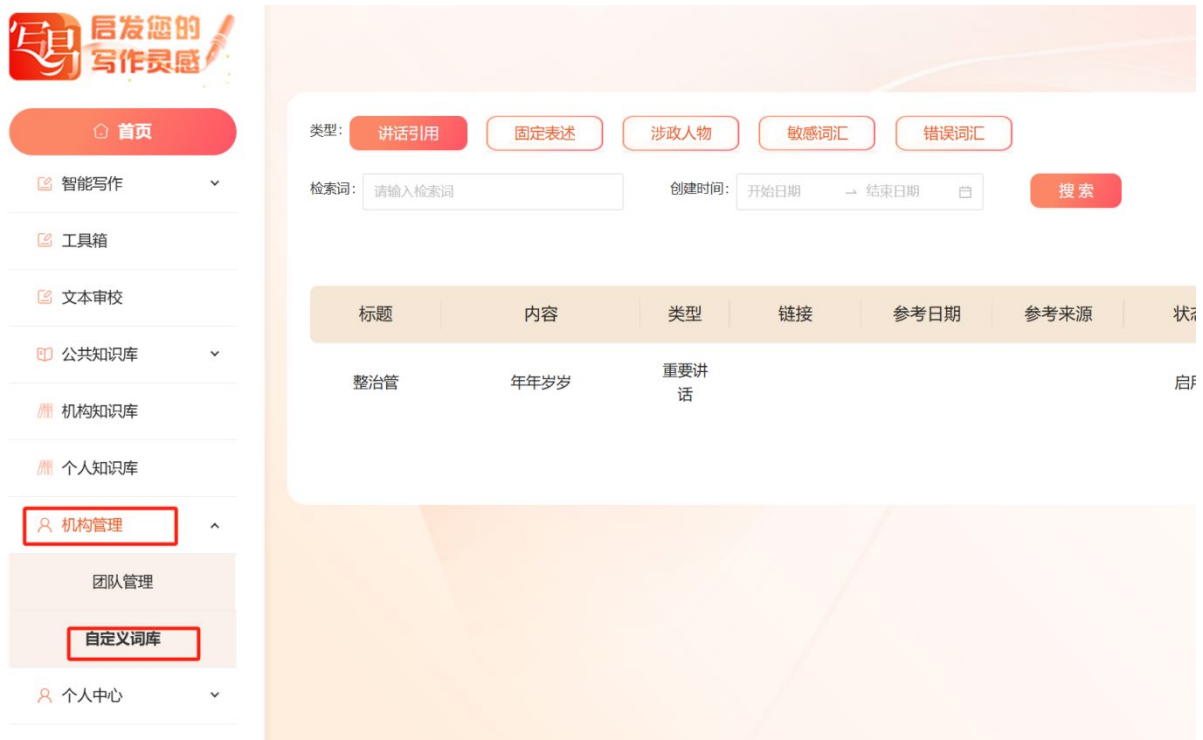 写易
启发您的
写作灵感
首页
智能写作
工具箱
文本审校
公共知识库
机构知识库
个人知识库
机构管理
团队管理
自定义词库
个人中心
类型: 讲话引用 固定表述 涉政人物 敏感词汇 错误词汇
检索词: 请输入检索词 创建时间: 开始日期 → 结束日期 搜索
标题 内容 类型 链接 参考日期 参考来源 状
整治管 年年岁岁 重要讲
话 启